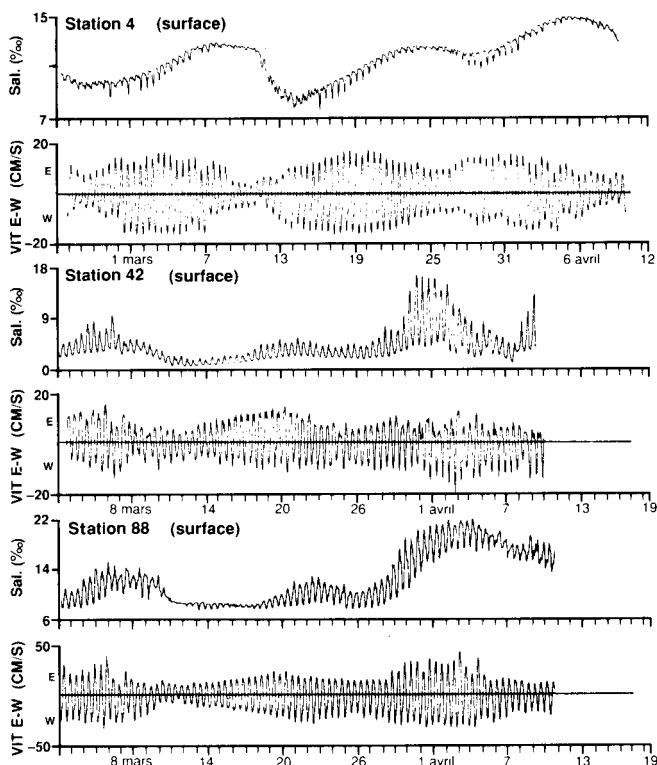 Station 4 (surface)
15
Sal. (‰)
7
20
E
VIT E-W (CM/S)
W
-20
1 mars 7 13 19 25 31 6 avril 12
Station 42 (surface)
18
Sal. (‰)
9
0
20
E
VIT E-W (CM/S)
W
-20
8 mars 14 20 26 1 avril 7 13 19
Station 88 (surface)
22
Sal. (‰)
14
6
50
E
VIT E-W (CM/S)
W
-50
8 mars 14 20 26 1 avril 7 13 19